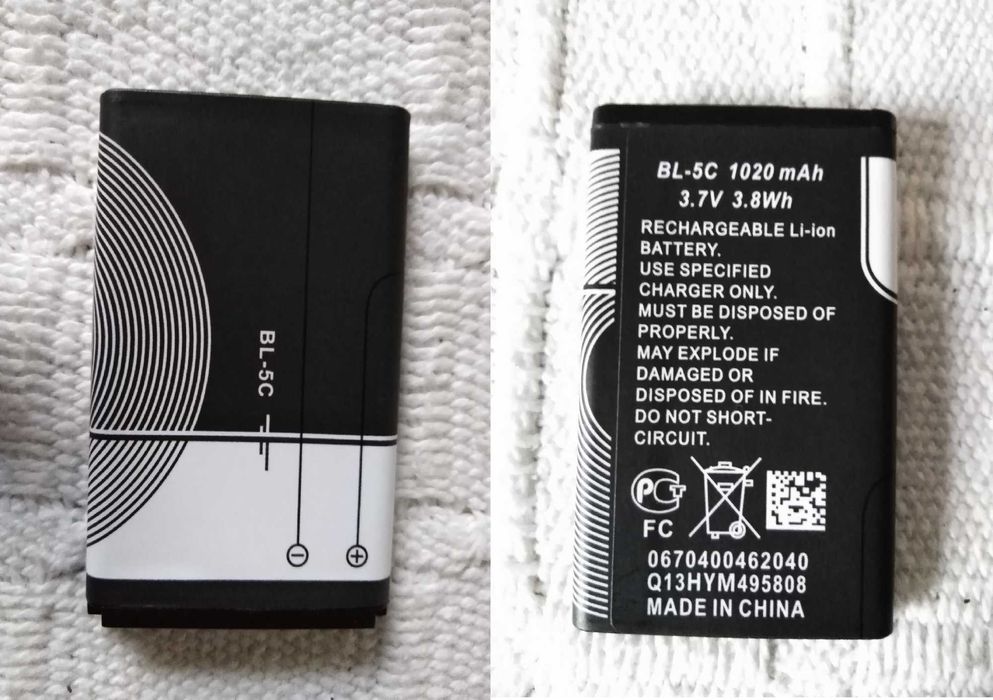 BL-5C
BL-5C 1020 mAh
3.7V 3.8Wh
RECHARGEABLE Li-ion
BATTERY.
USE SPECIFIED
CHARGER ONLY.
MUST BE DISPOSED OF
PROPERLY.
MAY EXPLODE IF
DAMAGED OR
DISPOSED OF IN FIRE.
DO NOT SHORT-
CIRCUIT.
РСТ
FC
0670400462040
Q13HYM495808
MADE IN CHINA